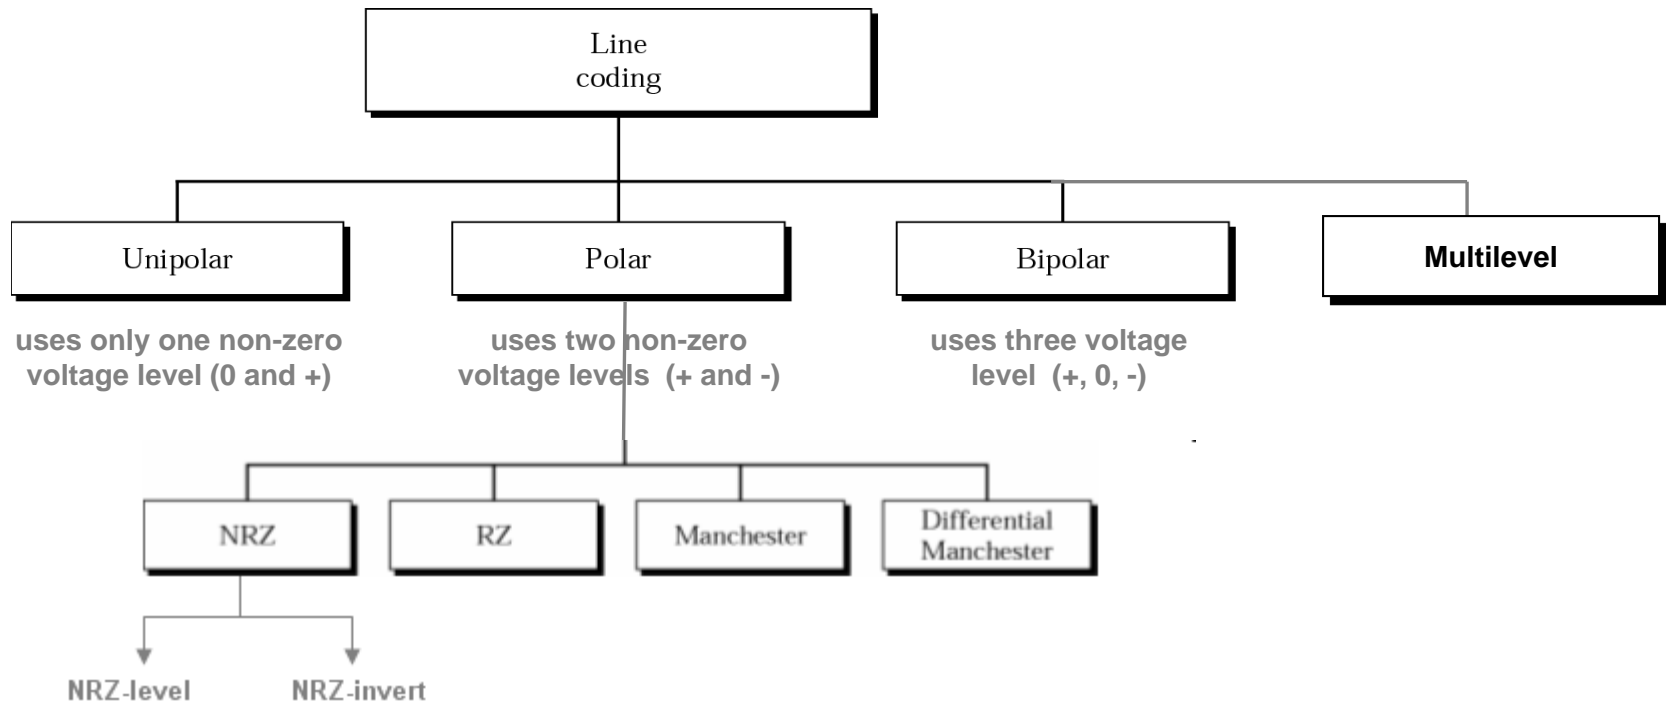 Line
coding
Unipolar
Polar
Bipolar
Multilevel
uses only one non-zero
voltage level (0 and +)
uses two non-zero
voltage levels  (+ and -)
uses three voltage
level  (+, 0, -)
NRZ
RZ
Manchester
Differential
Manchester
NRZ-level
NRZ-invert